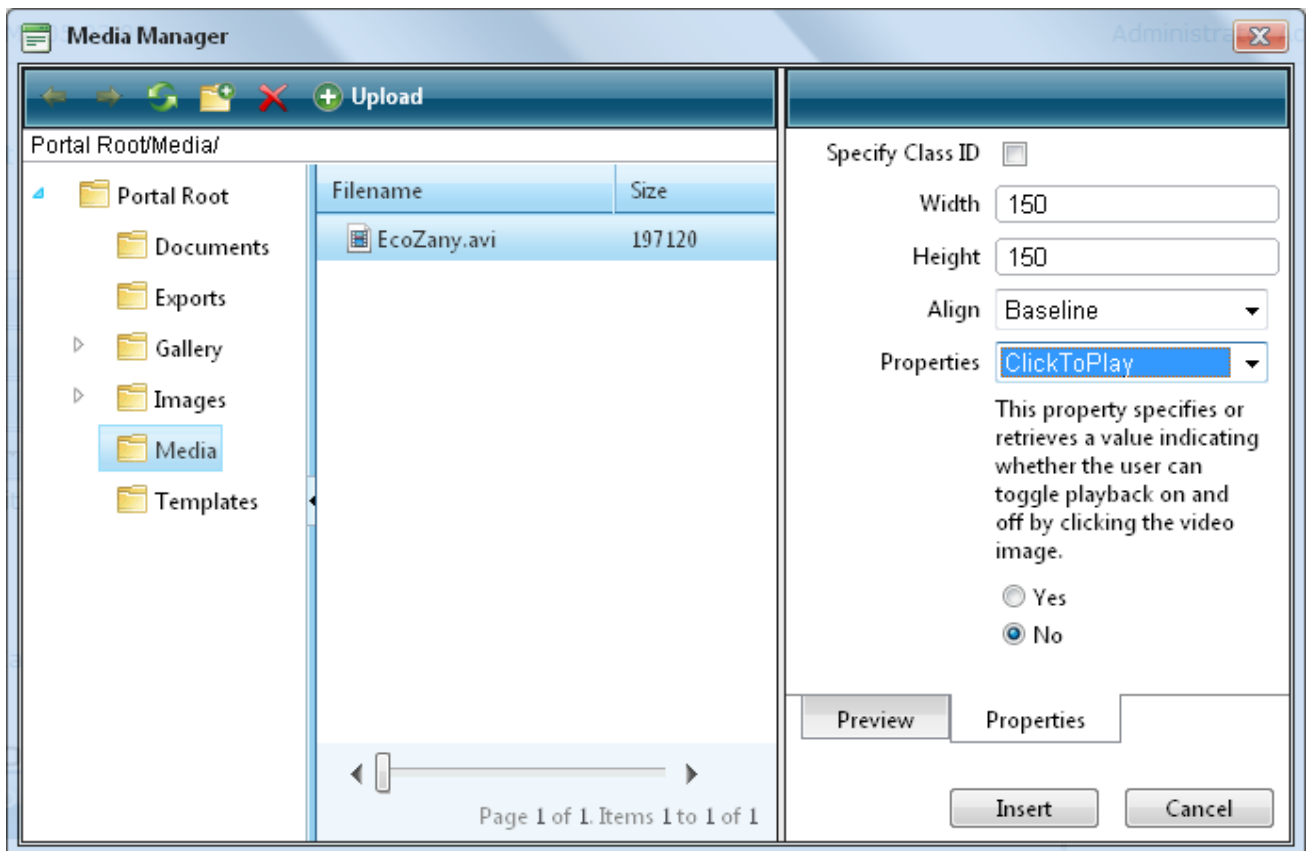 Media Manager
Upload
Portal Root/Media/
Portal Root
Documents
Exports
Gallery
Images
Media
Templates
Filename Size
EcoZany.avi 197120
Page 1 of 1. Items 1 to 1 of 1
Specify Class ID
Width 150
Height 150
Align Baseline
Properties ClickToPlay
This property specifies or
retrieves a value indicating
whether the user can
toggle playback on and
off by clicking the video
image.
Yes
No
Preview Properties
Insert Cancel